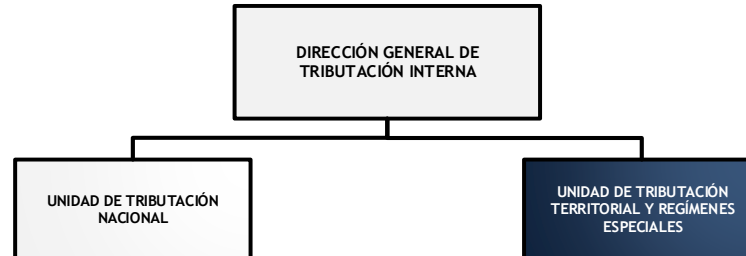 DIRECCIÓN GENERAL DE
TRIBUTACIÓN INTERNA
UNIDAD DE TRIBUTACIÓN
NACIONAL
UNIDAD DE TRIBUTACIÓN
TERRITORIAL Y REGÍMENES
ESPECIALES